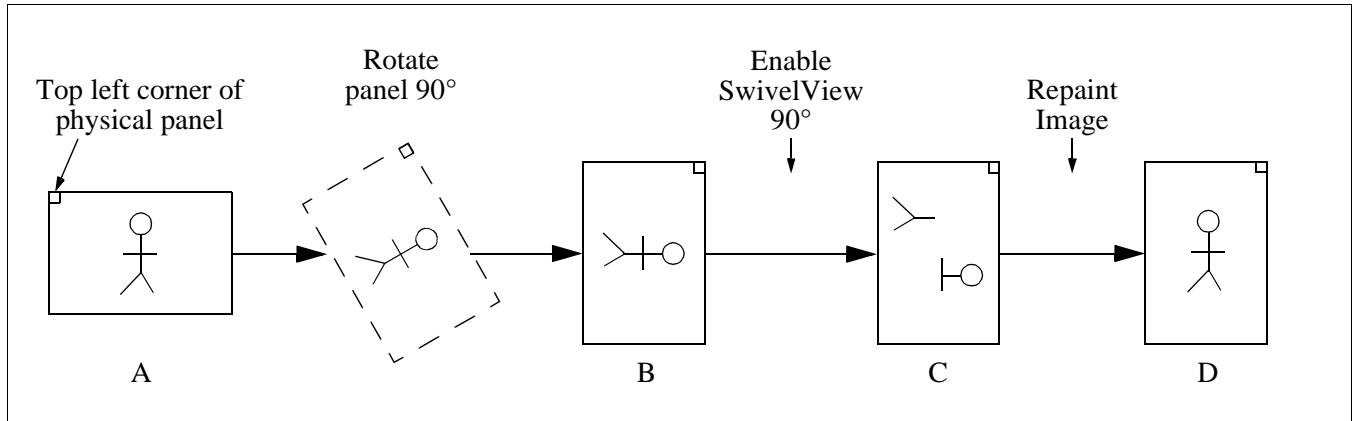 Top left corner of
physical panel
Rotate
panel 90°
Enable
SwivelView
90°
Repaint
Image
A
B
C
D